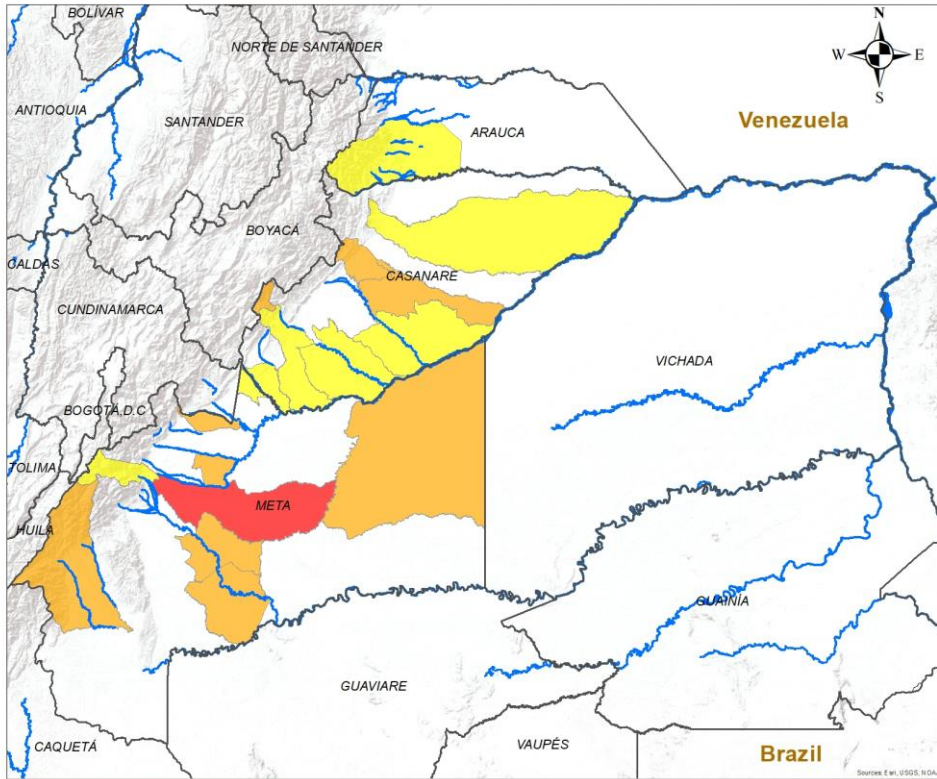 BOLÍVAR
N
NORTE DE SANTANDER
W
E
S
ANTIOQUIA
SANTANDER
Venezuela
ARAUCA
BOYACÁ
CALDAS
CASANARE
CUNDINAMARCA
VICHADA
BOGOTÁ,D.C
TOLIMA
META
HUILA
GUAINÍA
GUAVIARE
CAQUETÁ
VAUPÉS
Brazil
Sources: Esri, USGS, NOAA